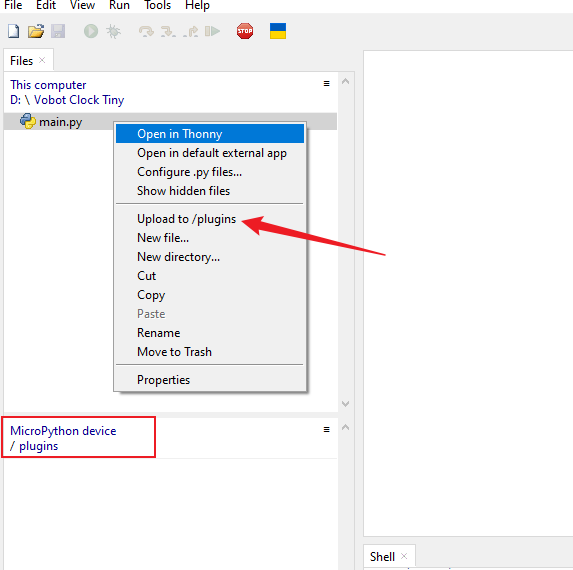 File Edit View Run Tools Help
STOP
Files
This computer
D: \ Vobot Clock Tiny
main.py
Open in Thonny
Open in default external app
Configure .py files...
Show hidden files
Upload to /plugins
New file...
New directory...
Cut
Copy
Paste
Rename
Move to Trash
Properties
MicroPython device
/ plugins
Shell